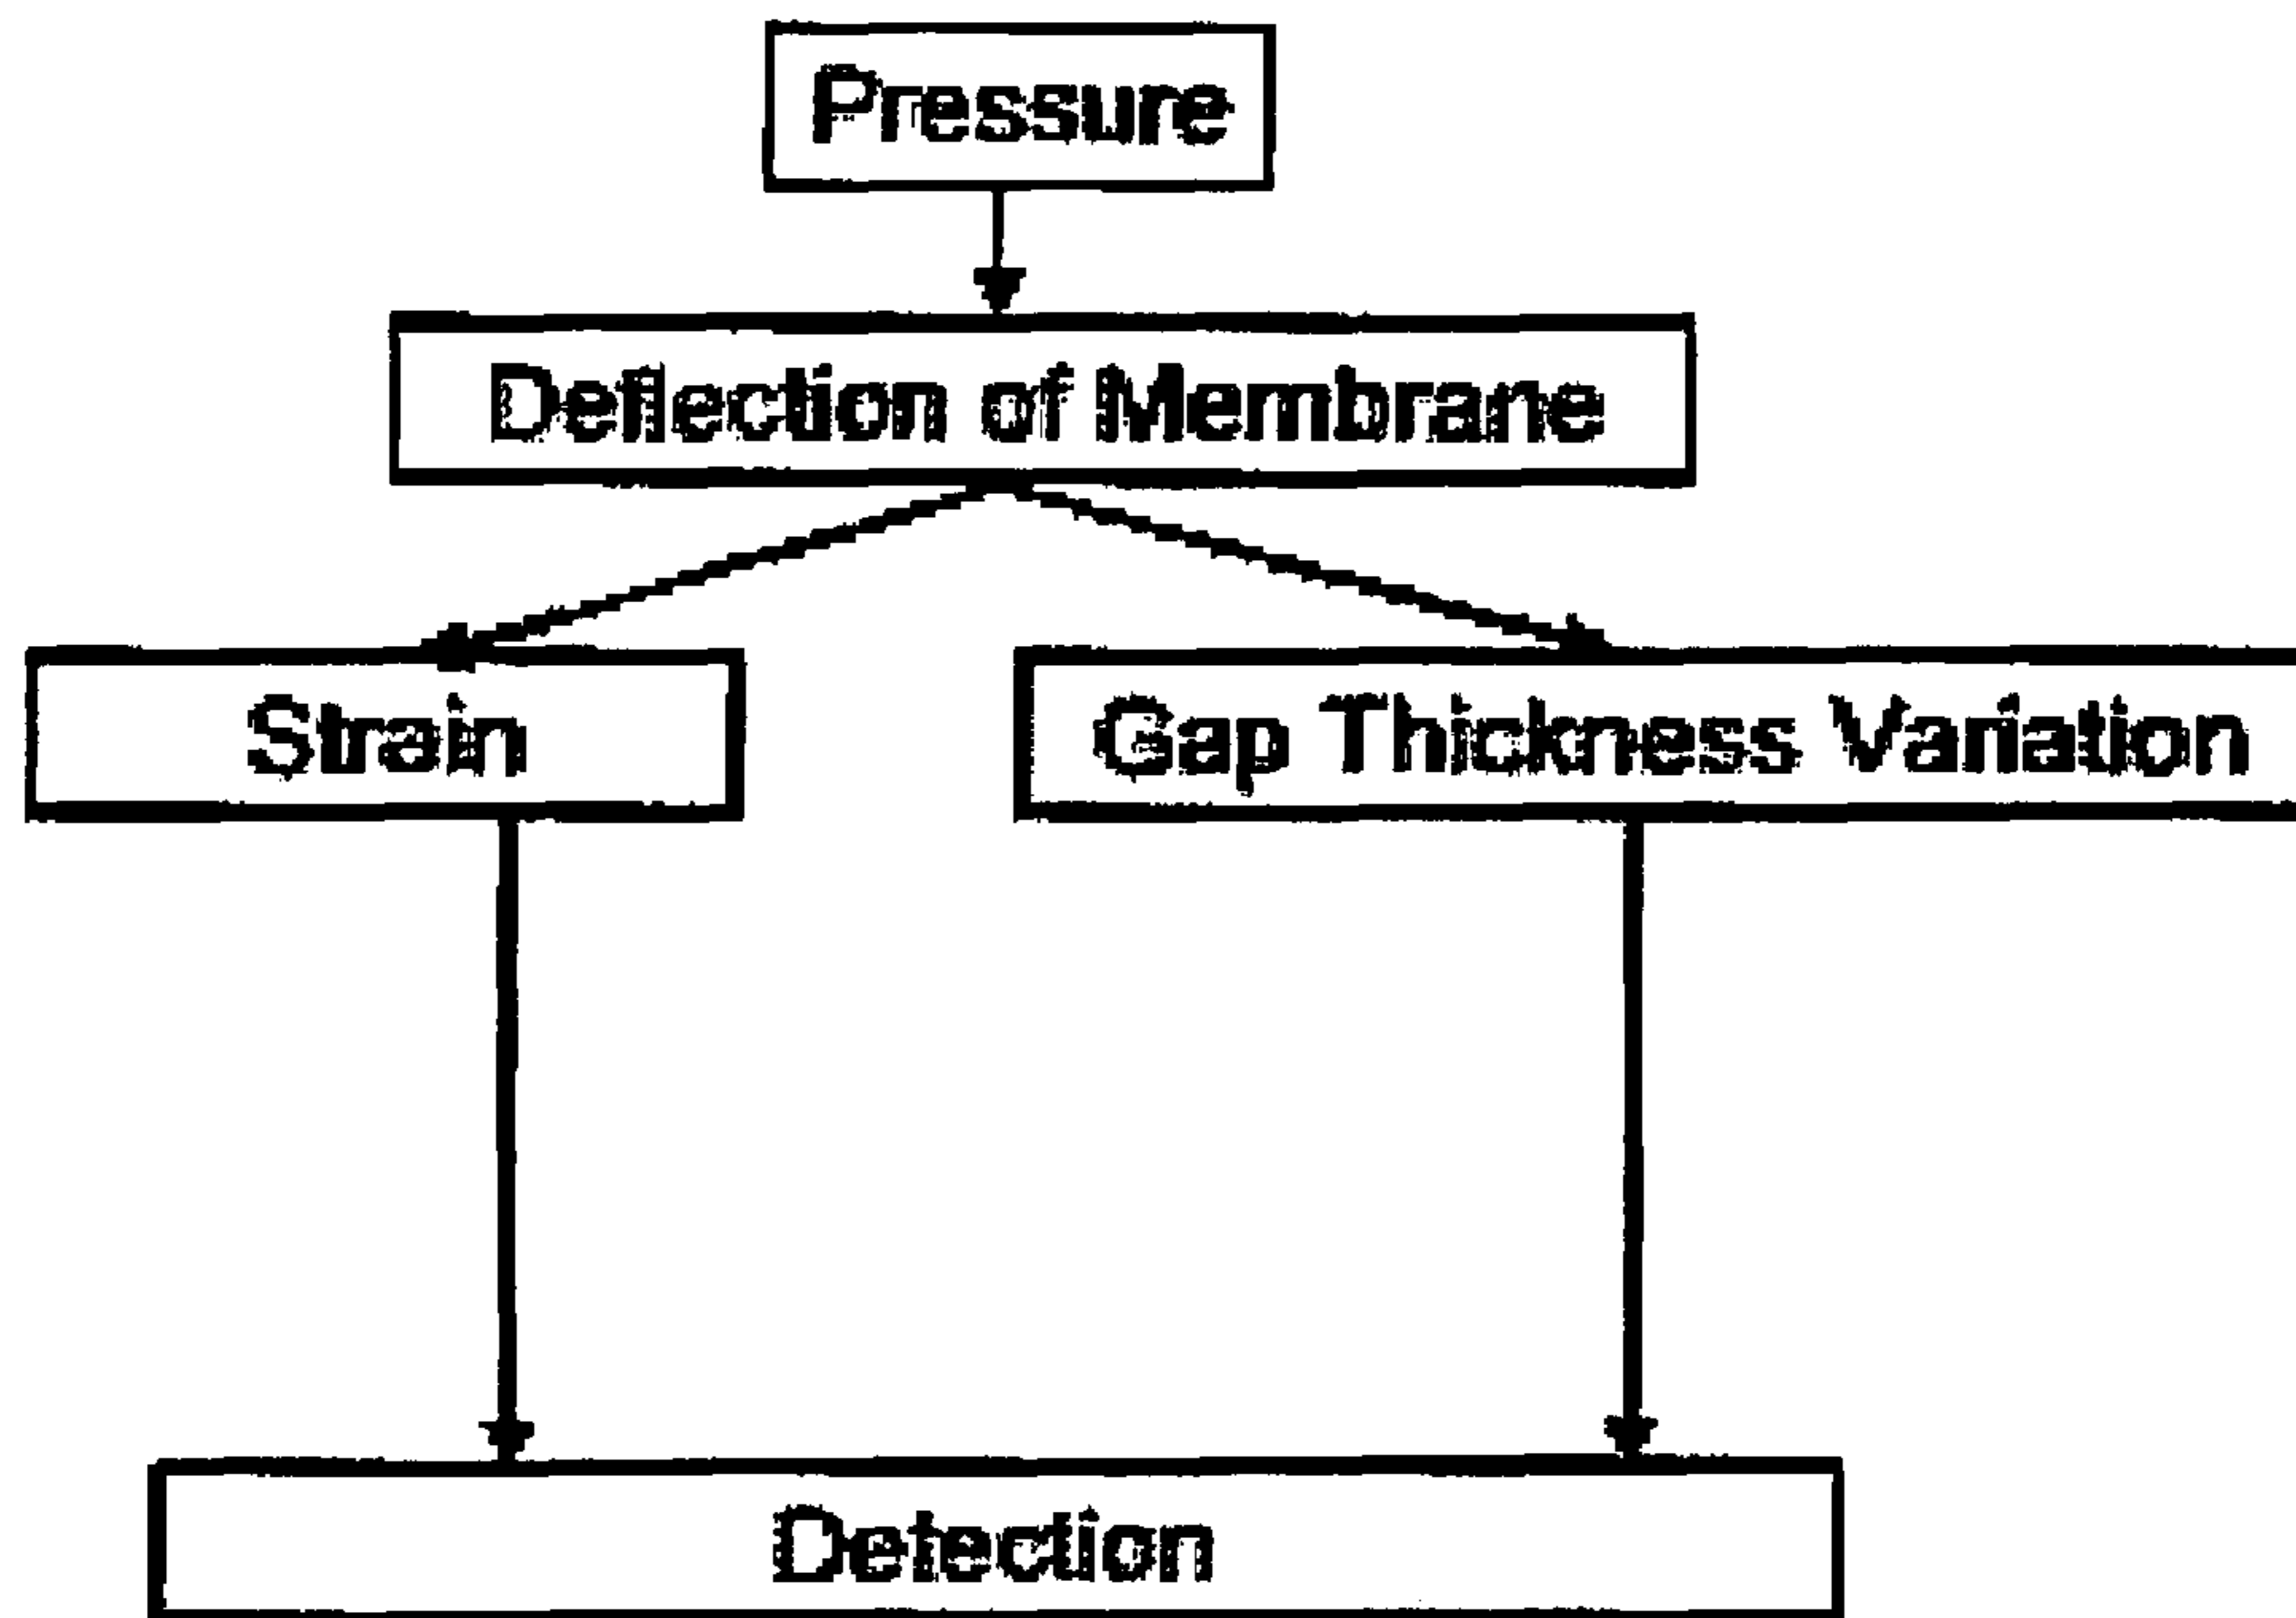 Pressure
Deflection of Membrane
Strain
Gap Thickness Variation
Detection